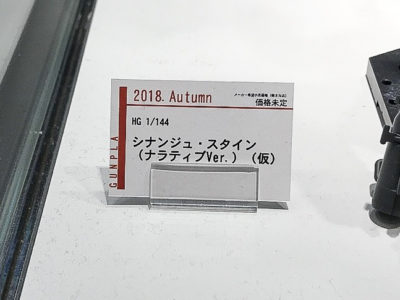 2018. Autumn
メーカー希望小売価格（税８％込）
価格未定
HG 1/144
シナンジュ・スタイン
（ナラティブVer.）（仮）
GUNPLA